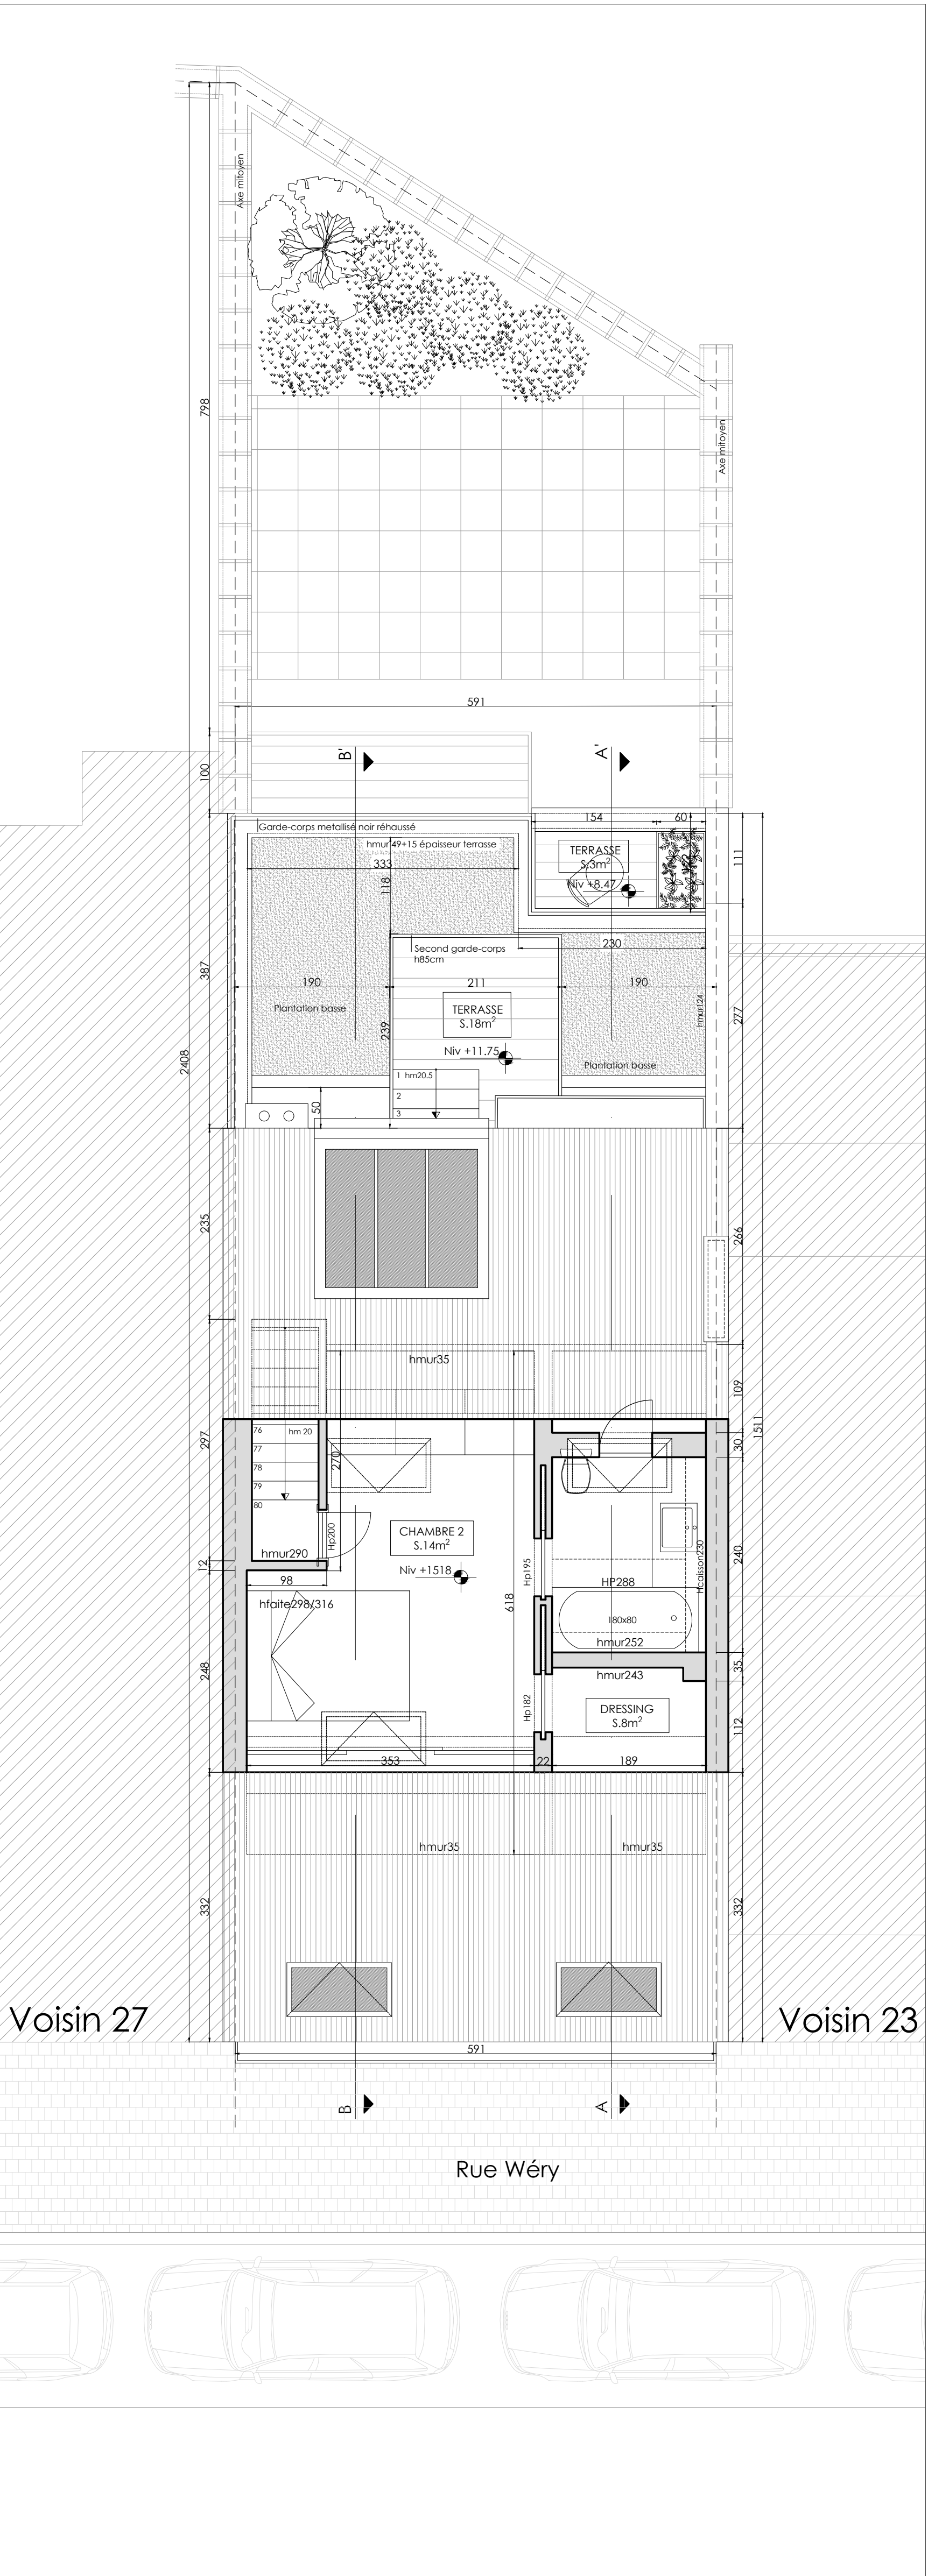 Axe mitoyen
798
Axe mitoyen
591
B'
A'
100
Garde-corps metallisé noir réhaussé
154
60
hmur 49+15 épaisseur terrasse
TERRASSE
S.3m²
111
333
118
Niv +8.47
Second garde-corps
h85cm
230
387
190
211
190
Plantation basse
TERRASSE
S.18m²
hmur124
277
239
Niv +11.75
2408
Plantation basse
1 hm20.5
2
3
50
235
266
hmur35
109
1511
76
hm 20
77
78
79
80
297
270
30
CHAMBRE 2
S.14m²
Hp200
hmur290
Niv +1518
Hp195
240
Hcaisson230
12
98
HP288
hfaite298/316
618
180x80
hmur252
248
35
hmur243
Hp182
DRESSING
S.8m²
112
353
22
189
hmur35
hmur35
332
332
Voisin 27
Voisin 23
591
B
A
Rue Wéry